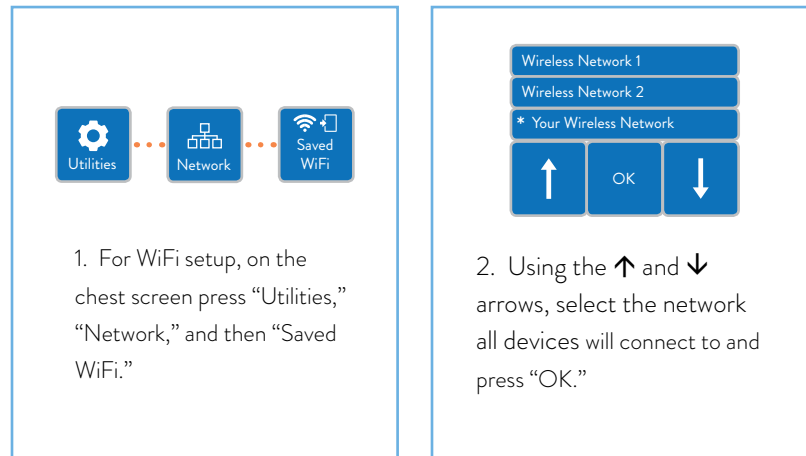 Utilities
Network
Saved
WiFi
1. For WiFi setup, on the
chest screen press “Utilities,”
“Network,” and then “Saved
WiFi.”
Wireless Network 1
Wireless Network 2
* Your Wireless Network
↑ OK ↓
2. Using the ↑ and ↓
arrows, select the network
all devices will connect to and
press “OK.”